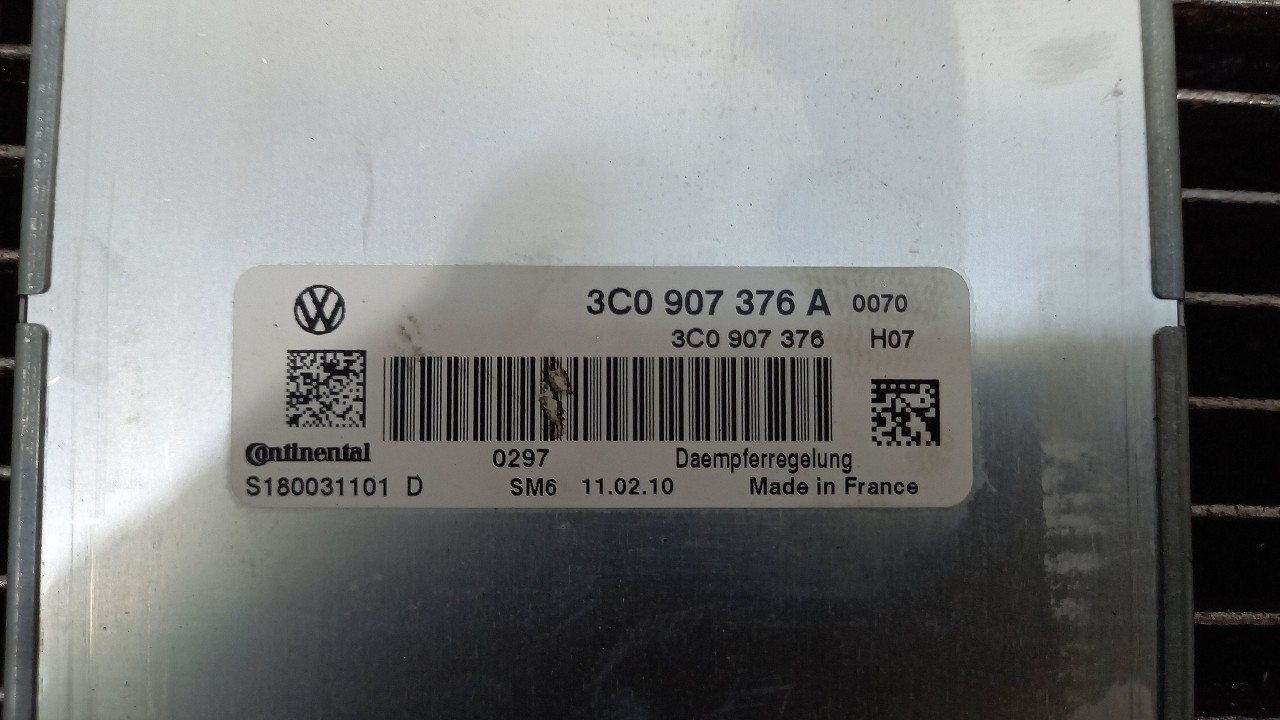 3C0 907 376 A 0070
3C0 907 376 H07
Continental 0297 Daempferregelung
S180031101 D SM6 11.02.10 Made in France